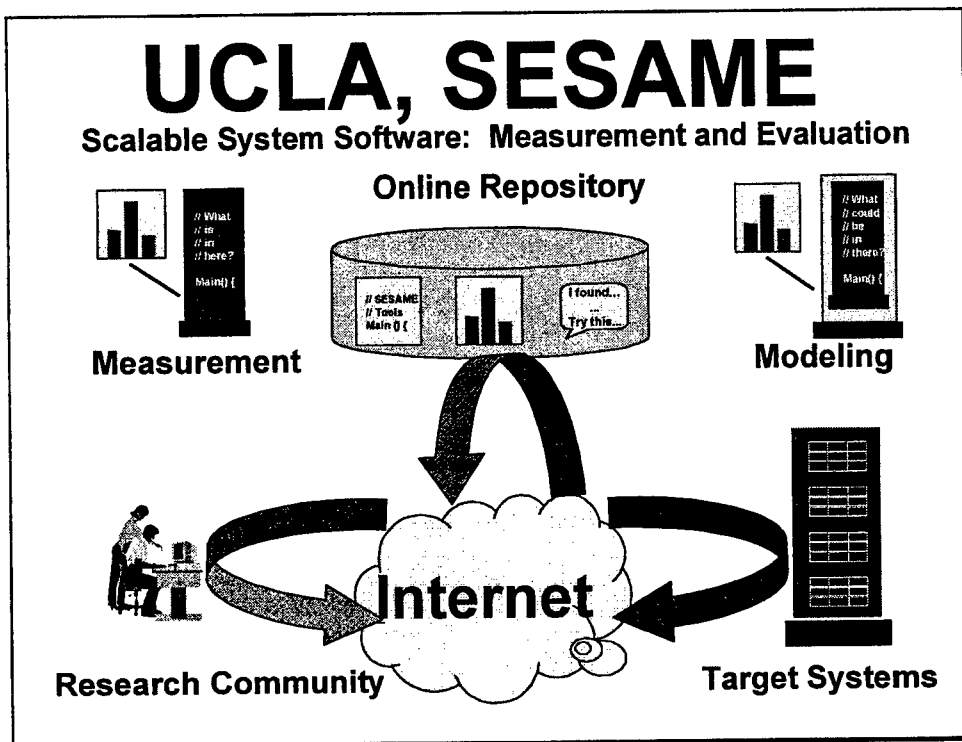 UCLA, SESAME
Scalable System Software: Measurement and Evaluation
Online Repository
// What
// is
// in
// here?
Main() {
Measurement
// SESAME
// Tools
Main () {
I found...
...
Try this...
// What
// could
// be
// in
// there?
Main() {
Modeling
Internet
Research Community
Target Systems